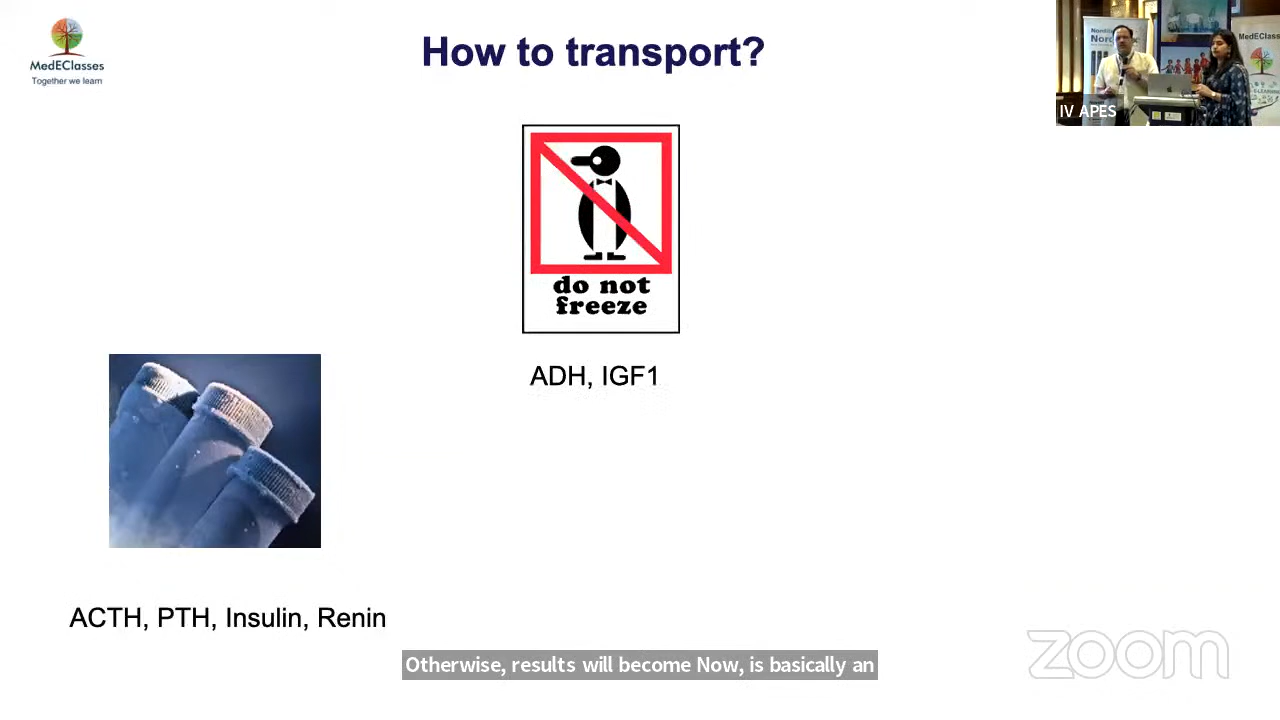 MedEClasses
Together we learn
How to transport?
IV APES
do not
freeze
ADH, IGF1
ACTH, PTH, Insulin, Renin
Otherwise, results will become Now, is basically an
zoom